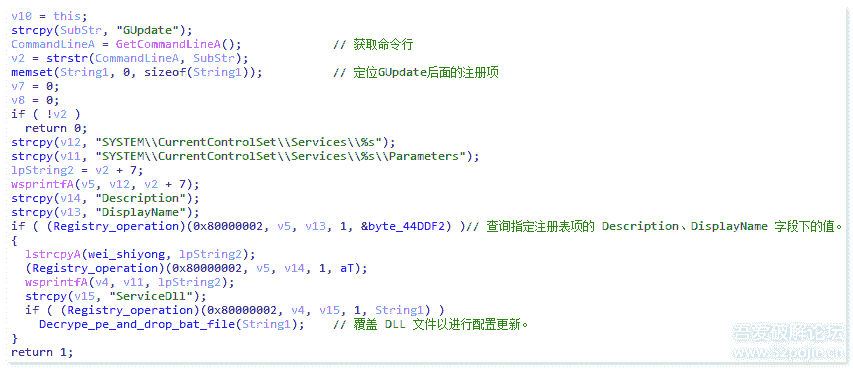 v10 = this;
strcpy(SubStr, "GUpdate");
CommandLineA = GetCommandLineA(); // 获取命令行
v2 = strstr(CommandLineA, SubStr);
memset(String1, 0, sizeof(String1)); // 定位GUpdate后面的注册项
v7 = 0;
v8 = 0;
if ( !v2 )
return 0;
strcpy(v12, "SYSTEM\\CurrentControlSet\\Services\\%s");
strcpy(v11, "SYSTEM\\CurrentControlSet\\Services\\%s\\Parameters");
lpString2 = v2 + 7;
wsprintfA(v5, v12, v2 + 7);
strcpy(v14, "Description");
strcpy(v13, "DisplayName");
if ( (Registry_operation)(0x80000002, v5, v13, 1, &byte_44DDF2) )// 查询指定注册表项的 Description、DisplayName 字段下的值。
{
lstrcpyA(wei_shiyong, lpString2);
(Registry_operation)(0x80000002, v5, v14, 1, aT);
wsprintfA(v4, v11, lpString2);
strcpy(v15, "ServiceDll");
if ( (Registry_operation)(0x80000002, v4, v15, 1, String1) )
Decrype_pe_and_drop_bat_file(String1); // 覆盖 DLL 文件以进行配置更新。
}
return 1;
吾爱破解论坛
www.52pojie.cn